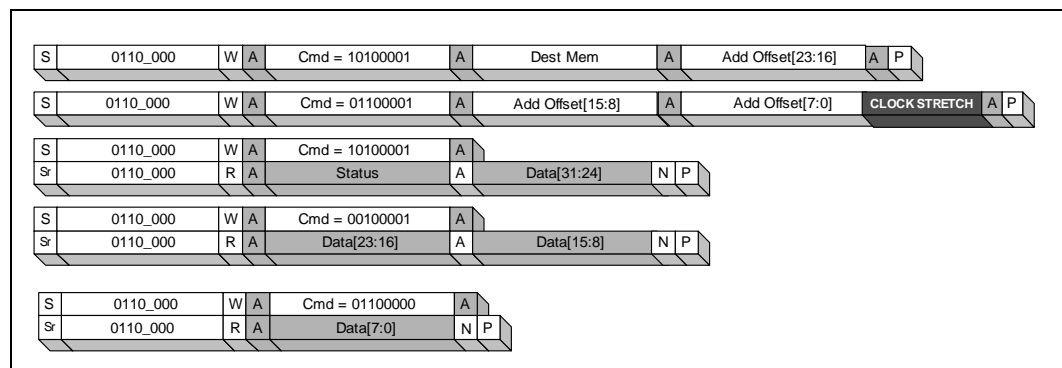 S 0110_000 W A Cmd = 10100001 A Dest Mem A Add Offset[23:16] A P
S 0110_000 W A Cmd = 01100001 A Add Offset[15:8] A Add Offset[7:0] CLOCK STRETCH A P
S 0110_000 W A Cmd = 10100001 A
Sr 0110_000 R A Status A Data[31:24] N P
S 0110_000 W A Cmd = 00100001 A
Sr 0110_000 R A Data[23:16] A Data[15:8] N P
S 0110_000 W A Cmd = 01100000 A
Sr 0110_000 R A Data[7:0] N P